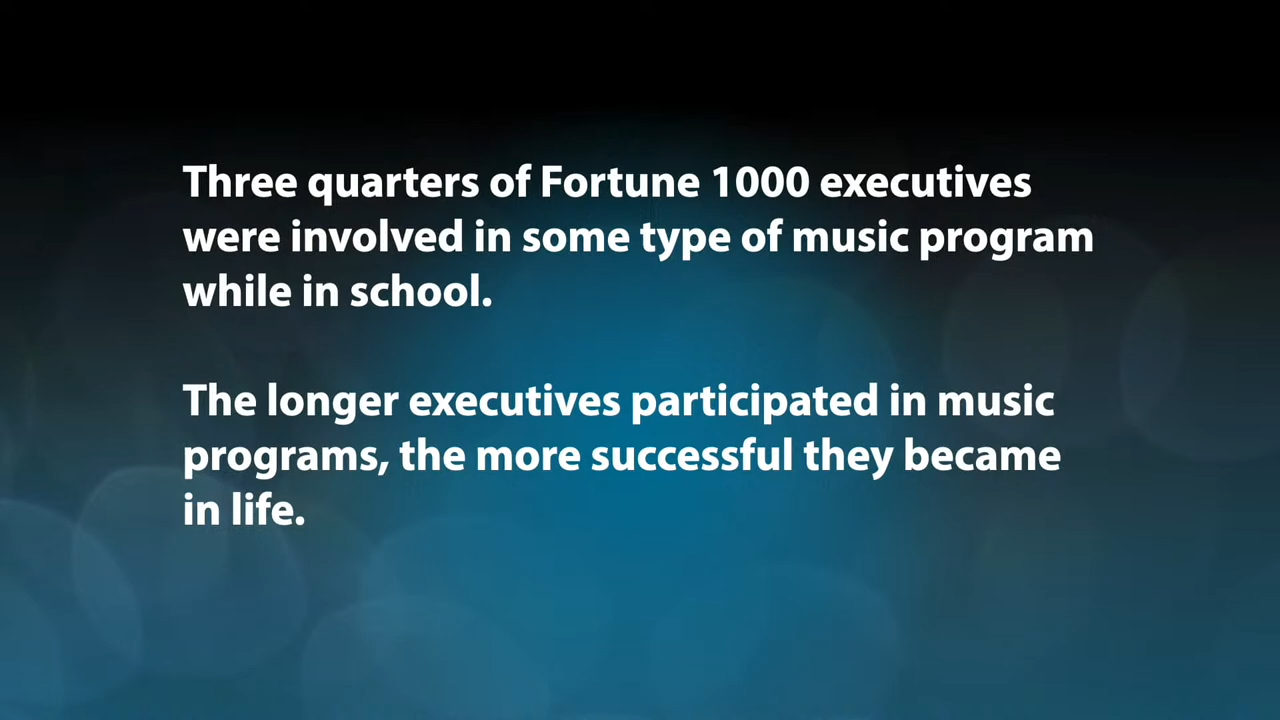 Three quarters of Fortune 1000 executives
were involved in some type of music program
while in school.
The longer executives participated in music
programs, the more successful they became
in life.